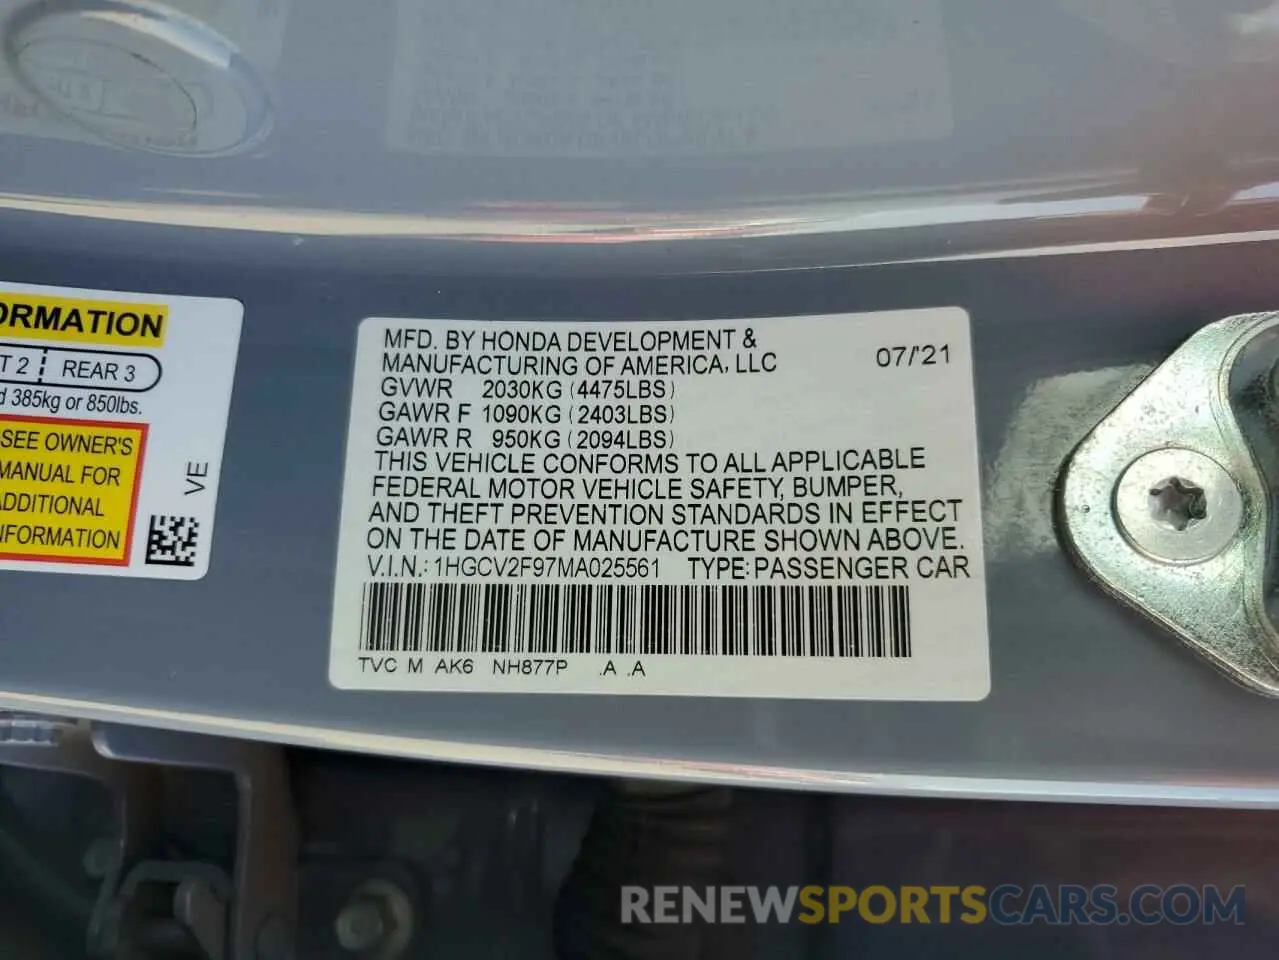 ORMATION
T 2 REAR 3
d 385kg or 850lbs.
SEE OWNER'S
MANUAL FOR
ADDITIONAL
NFORMATION
VE
MFD. BY HONDA DEVELOPMENT &
MANUFACTURING OF AMERICA, LLC 07/'21
GVWR 2030KG (4475LBS)
GAWR F 1090KG (2403LBS)
GAWR R 950KG (2094LBS)
THIS VEHICLE CONFORMS TO ALL APPLICABLE
FEDERAL MOTOR VEHICLE SAFETY, BUMPER,
AND THEFT PREVENTION STANDARDS IN EFFECT
ON THE DATE OF MANUFACTURE SHOWN ABOVE.
V.I.N.: 1HGCV2F97MA025561 TYPE: PASSENGER CAR
TVC M AK6 NH877P .A .A
RENEWSPORTSCARS.COM